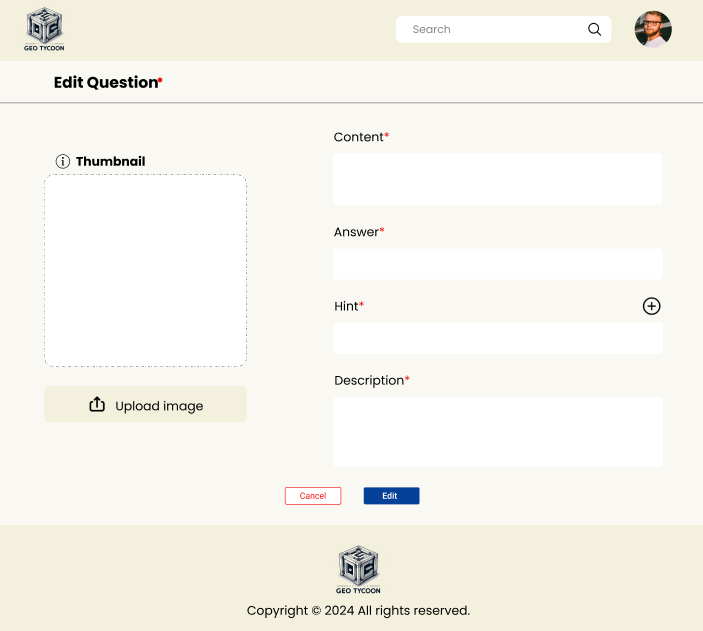 GEO TYCOON
Search
Edit Question
Thumbnail
Upload image
Content*
Answer*
Hint*
Description*
Cancel
Edit
GEO TYCOON
Copyright © 2024 All rights reserved.